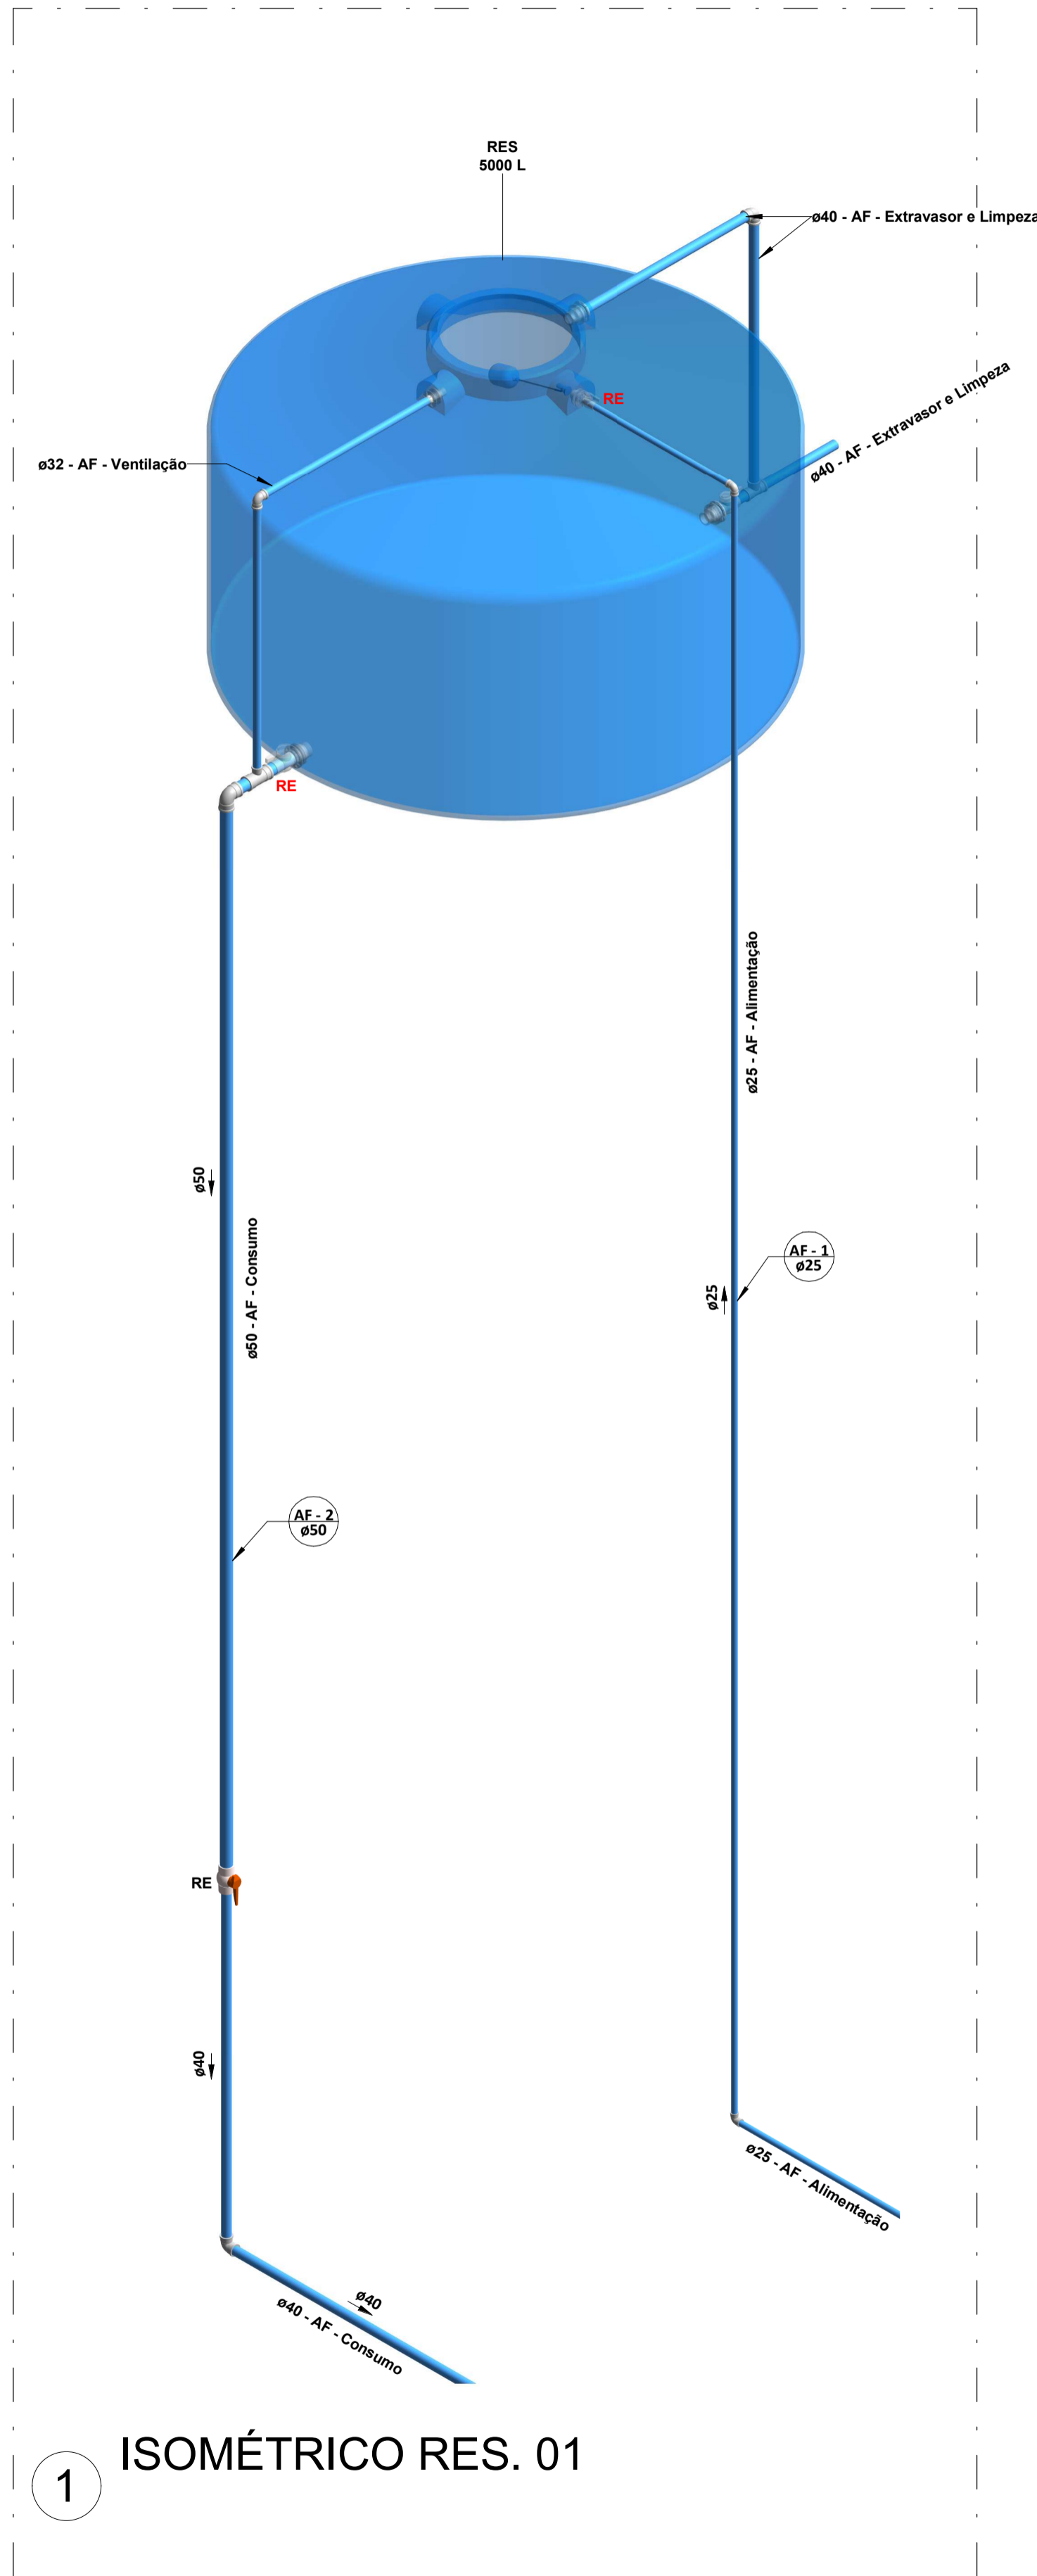 RES
5000 L
ø40 - AF - Extravasor e Limpeza
ø40 - AF - Extravasor e Limpeza
RE
ø32 - AF - Ventilação
RE
ø25 - AF - Alimentação
ø50
ø50 - AF - Consumo
AF - 1
ø25
ø25
AF - 2
ø50
RE
ø40
ø25 - AF - Alimentação
ø40
ø40 - AF - Consumo
ISOMÉTRICO RES. 01
1